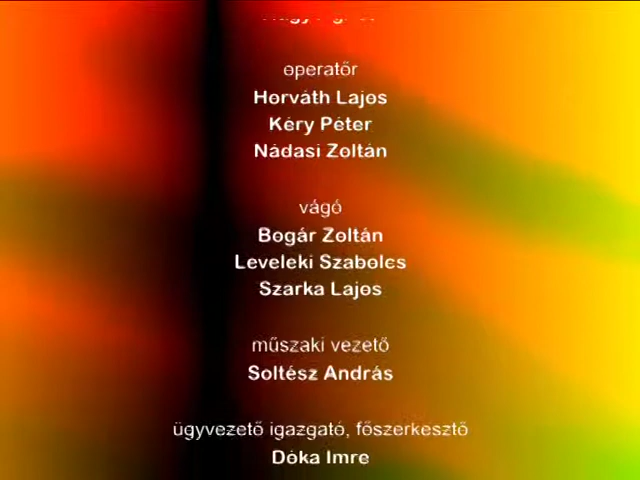 operatőr
Horváth Lajos
Kéry Péter
Nádasi Zoltán
vágó
Bogár Zoltán
Leveleki Szabolcs
Szarka Lajos
műszaki vezető
Soltész András
ügyvezető igazgató, főszerkesztő
Dóka Imre